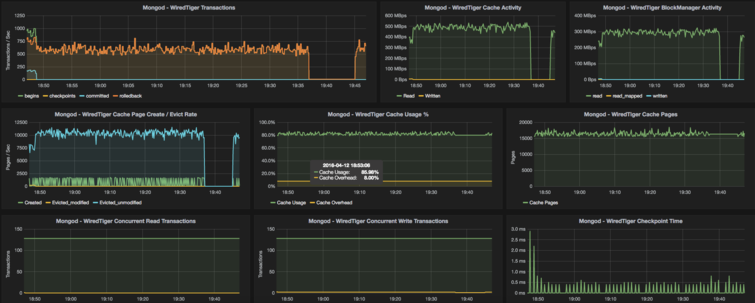 Mongod - WiredTiger Transactions
Transactions / Sec
1250
1000
750
500
250
0
18:50 19:00 19:10 19:20 19:30 19:40
begins checkpoints committed rolledback
Mongod - WiredTiger Cache Activity
600 MBps
500 MBps
400 MBps
300 MBps
200 MBps
100 MBps
0 MBps
18:50 19:00 19:10 19:20 19:30 19:40
Read Written
Mongod - WiredTiger BlockManager Activity
400 MBps
300 MBps
200 MBps
100 MBps
0 MBps
18:50 19:00 19:10 19:20 19:30 19:40
read read_mapped written
Mongod - WiredTiger Cache Page Create / Evict Rate
Pages / Sec
12500
10000
7500
5000
2500
0
18:50 19:00 19:10 19:20 19:30 19:40
Created Evicted_modified Evicted_unmodified
Mongod - WiredTiger Cache Usage %
100.0%
80.0%
60.0%
40.0%
20.0%
0%
2016-04-12 18:53:06
Cache Usage: 85.86%
Cache Overhead: 8.00%
18:50 19:00 19:10 19:20 19:30 19:40
Cache Usage Cache Overhead
Mongod - WiredTiger Cache Pages
Pages
20000
15000
10000
5000
0
18:50 19:00 19:10 19:20 19:30 19:40
Cache Pages
Mongod - WiredTiger Concurrent Read Transactions
Transactions
150
100
50
0
18:50 19:00 19:10 19:20 19:30 19:40
Mongod - WiredTiger Concurrent Write Transactions
Transactions
150
100
50
0
18:50 19:00 19:10 19:20 19:30 19:40
Mongod - WiredTiger Checkpoint Time
3.0 ms
2.5 ms
2.0 ms
1.5 ms
1.0 ms
0.5 ms
0 ms
18:50 19:00 19:10 19:20 19:30 19:40